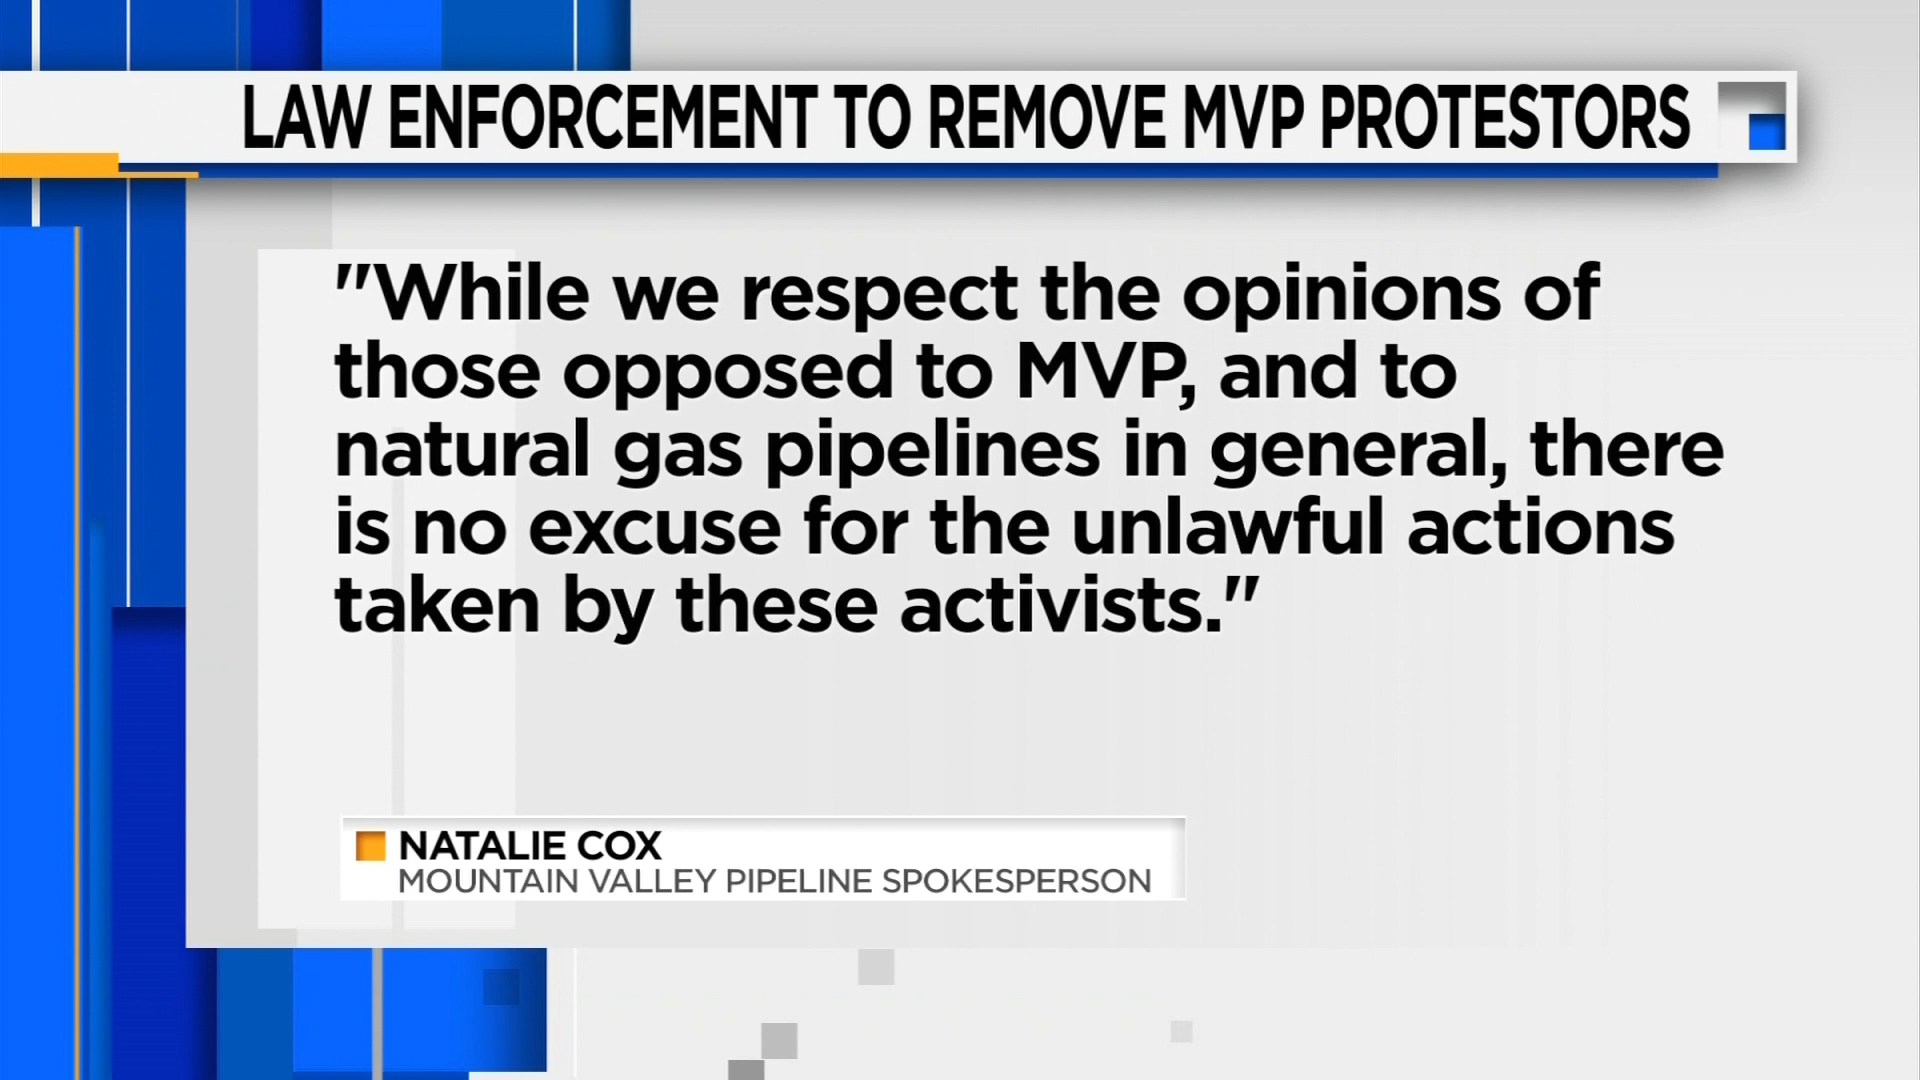 LAW ENFORCEMENT TO REMOVE MVP PROTESTORS
"While we respect the opinions of
those opposed to MVP, and to
natural gas pipelines in general, there
is no excuse for the unlawful actions
taken by these activists."
NATALIE COX
MOUNTAIN VALLEY PIPELINE SPOKESPERSON